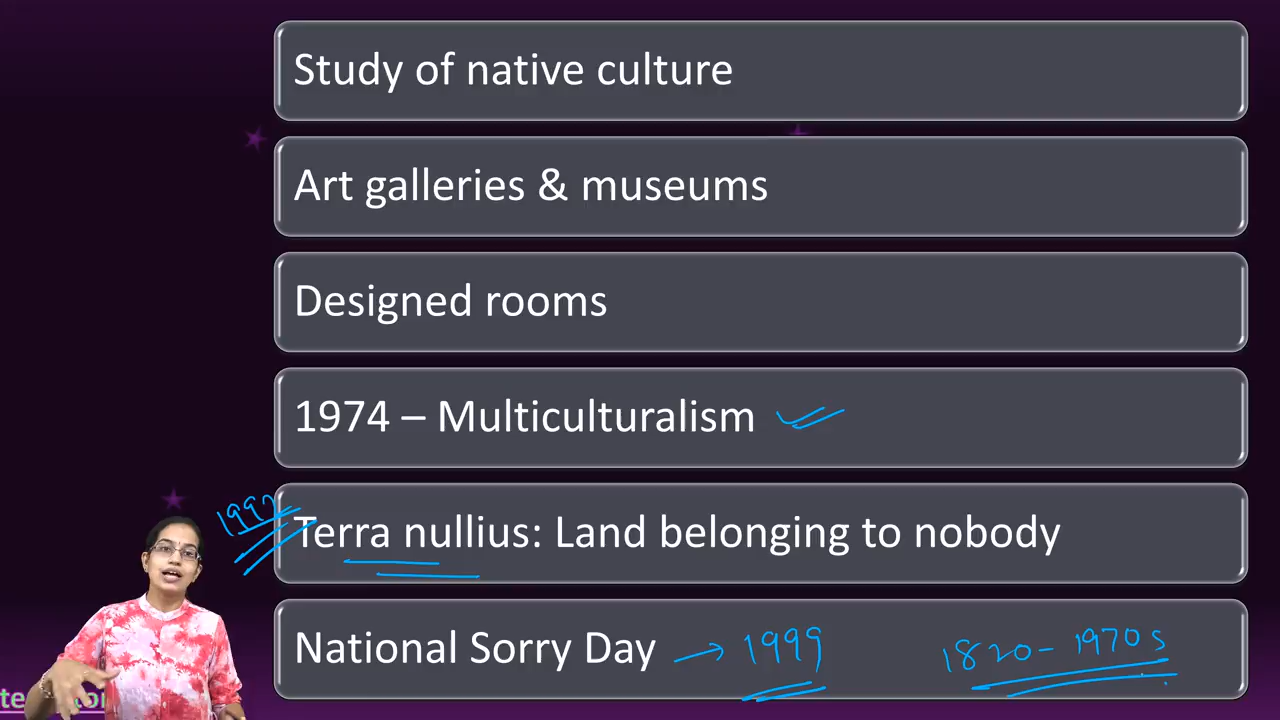 Study of native culture
Art galleries & museums
Designed rooms
1974 – Multiculturalism
1992
Terra nullius: Land belonging to nobody
National Sorry Day → 1999 1820 - 1970s